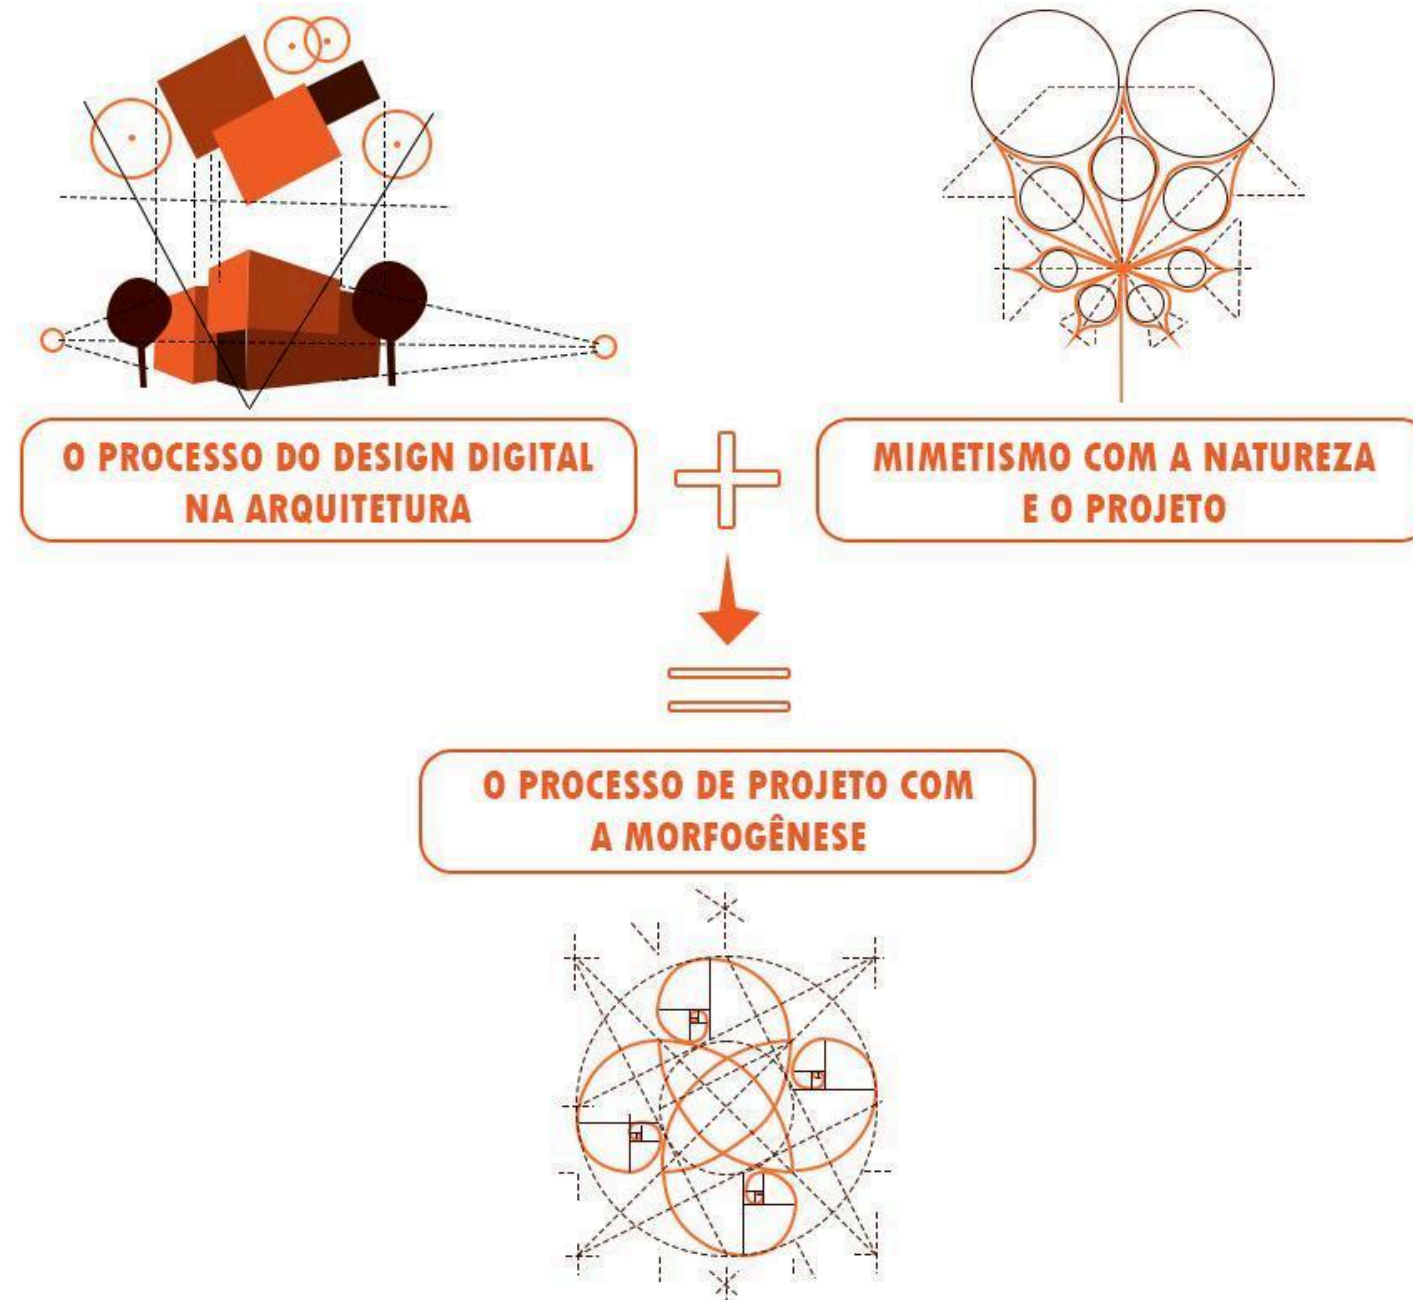 O PROCESSO DO DESIGN DIGITAL
NA ARQUITETURA
MIMETISMO COM A NATUREZA
E O PROJETO
O PROCESSO DE PROJETO COM
A MORFOGÊNESE